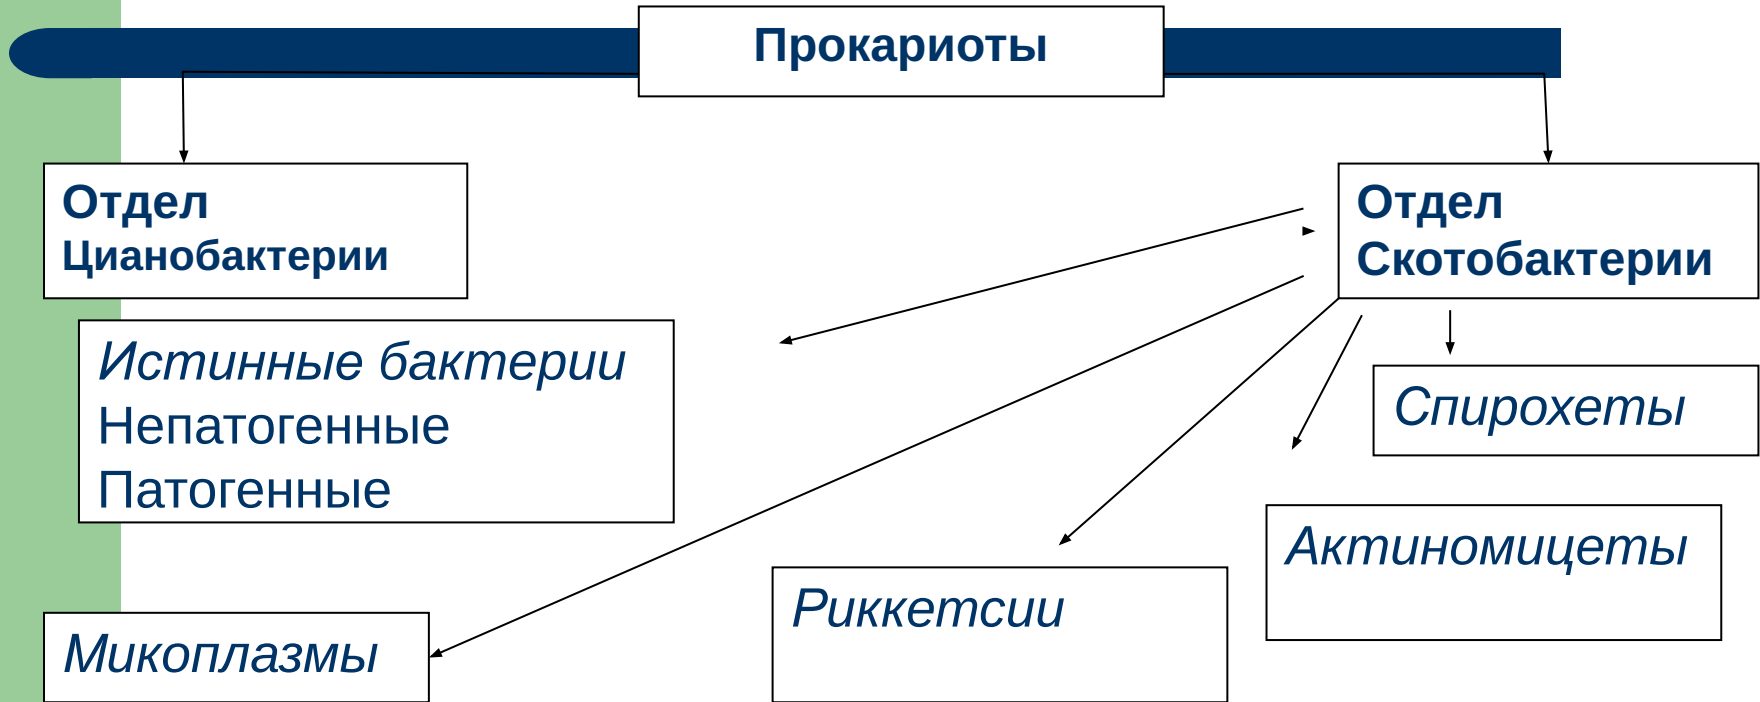 Прокариоты
Отдел
Цианобактерии
Отдел
Скотобактерии
Истинные бактерии
Непатогенные
Патогенные
Спирохеты
Актиномицеты
Риккетсии
Микоплазмы